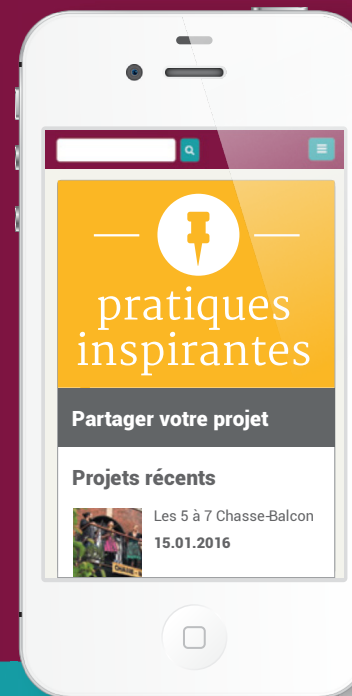 pratiques
inspirantes
Partager votre projet
Projets récents
Les 5 à 7 Chasse-Balcon
15.01.2016